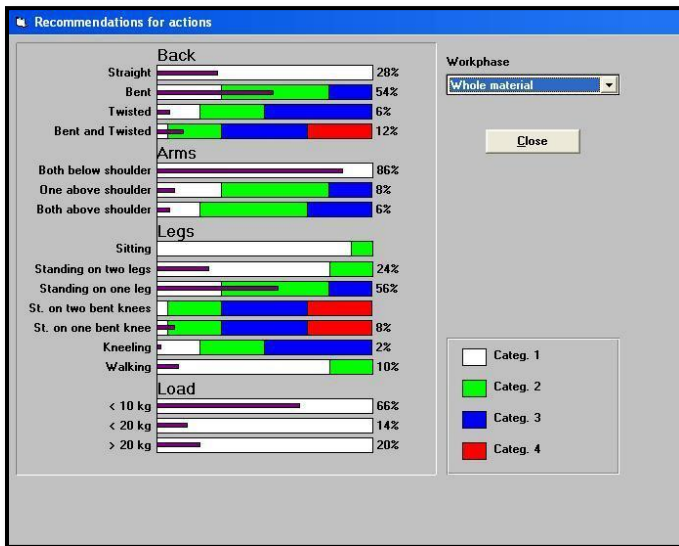 Recommendations for actions
Back
Straight 28%
Bent 54%
Twisted 6%
Bent and Twisted 12%
Arms
Both below shoulder 86%
One above shoulder 8%
Both above shoulder 6%
Legs
Sitting
Standing on two legs 24%
Standing on one leg 56%
St. on two bent knees
St. on one bent knee 8%
Kneeling 2%
Walking 10%
Load
< 10 kg 66%
< 20 kg 14%
> 20 kg 20%
Workphase
Whole material
Close
Categ. 1
Categ. 2
Categ. 3
Categ. 4